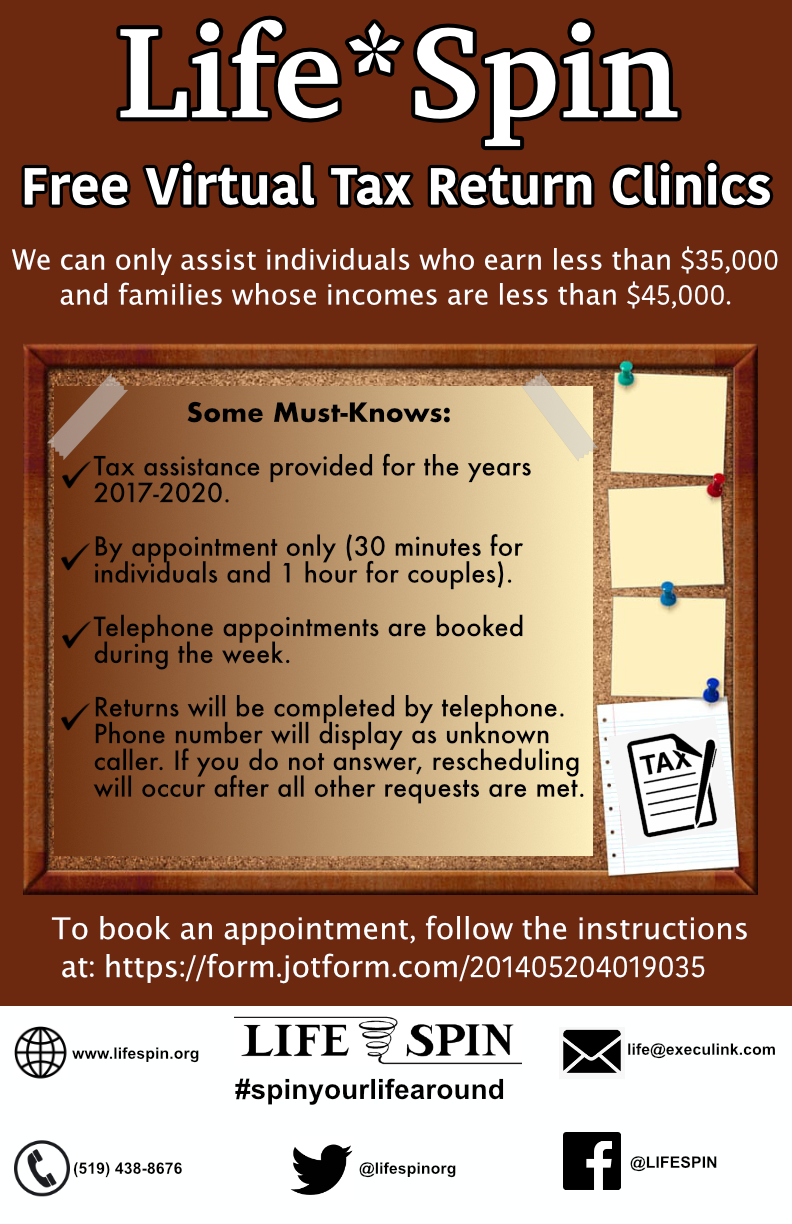 Life*Spin
Free Virtual Tax Return Clinics
We can only assist individuals who earn less than $35,000
and families whose incomes are less than $45,000.
Some Must-Knows:
✓Tax assistance provided for the years
2017-2020.
✓By appointment only (30 minutes for
individuals and 1 hour for couples).
✓Telephone appointments are booked
during the week.
✓Returns will be completed by telephone.
Phone number will display as unknown
caller. If you do not answer, rescheduling
will occur after all other requests are met.
TAX
To book an appointment, follow the instructions
at: https://form.jotform.com/201405204019035
www.lifespin.org
LIFE SPIN
#spinyourlifearound
life@execulink.com
(519) 438-8676
@lifespinorg
@LIFESPIN